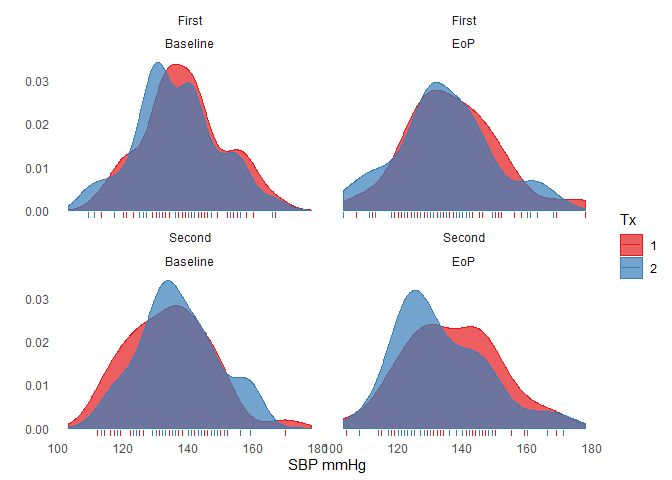 First First
Baseline EoP
0.03
0.02
0.01
0.00
Second Second
Baseline EoP
0.03
0.02
0.01
0.00
Tx
1
2
100 120 140 160 180 100 120 140 160 180
SBP mmHg